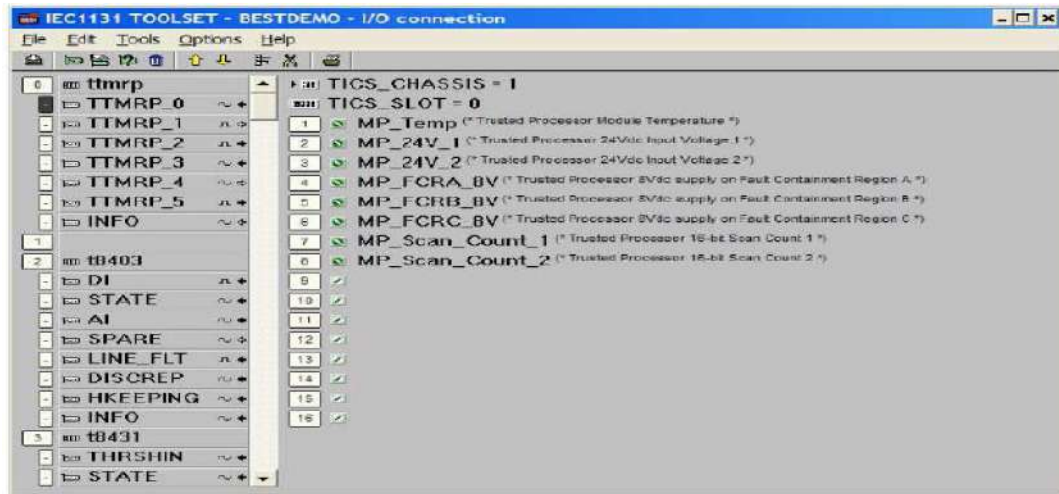 IEC1131 TOOLSET - BESTDEMO - I/O connection
File Edit Tools Options Help
0 ttmrp
TTMRP_0
TTMRP_1
TTMRP_2
TTMRP_3
TTMRP_4
TTMRP_5
INFO
1
2 t8403
DI
STATE
AI
SPARE
LINE_FLT
DISCREP
HKEEPING
INFO
3 t8431
THRSHIN
STATE
TICS_CHASSIS = 1
TICS_SLOT = 0
1 MP_Temp (* Trusted Processor Module Temperature *)
2 MP_24V_1 (* Trusted Processor 24Vdc Input Voltage 1 *)
3 MP_24V_2 (* Trusted Processor 24Vdc Input Voltage 2 *)
4 MP_FCRA_8V (* Trusted Processor 8Vdc supply on Fault Containment Region A *)
5 MP_FCRB_8V (* Trusted Processor 8Vdc supply on Fault Containment Region B *)
6 MP_FCRC_8V (* Trusted Processor 8Vdc supply on Fault Containment Region C *)
7 MP_Scan_Count_1 (* Trusted Processor 16-bit Scan Count 1 *)
8 MP_Scan_Count_2 (* Trusted Processor 16-bit Scan Count 2 *)
9
10
11
12
13
14
15
16